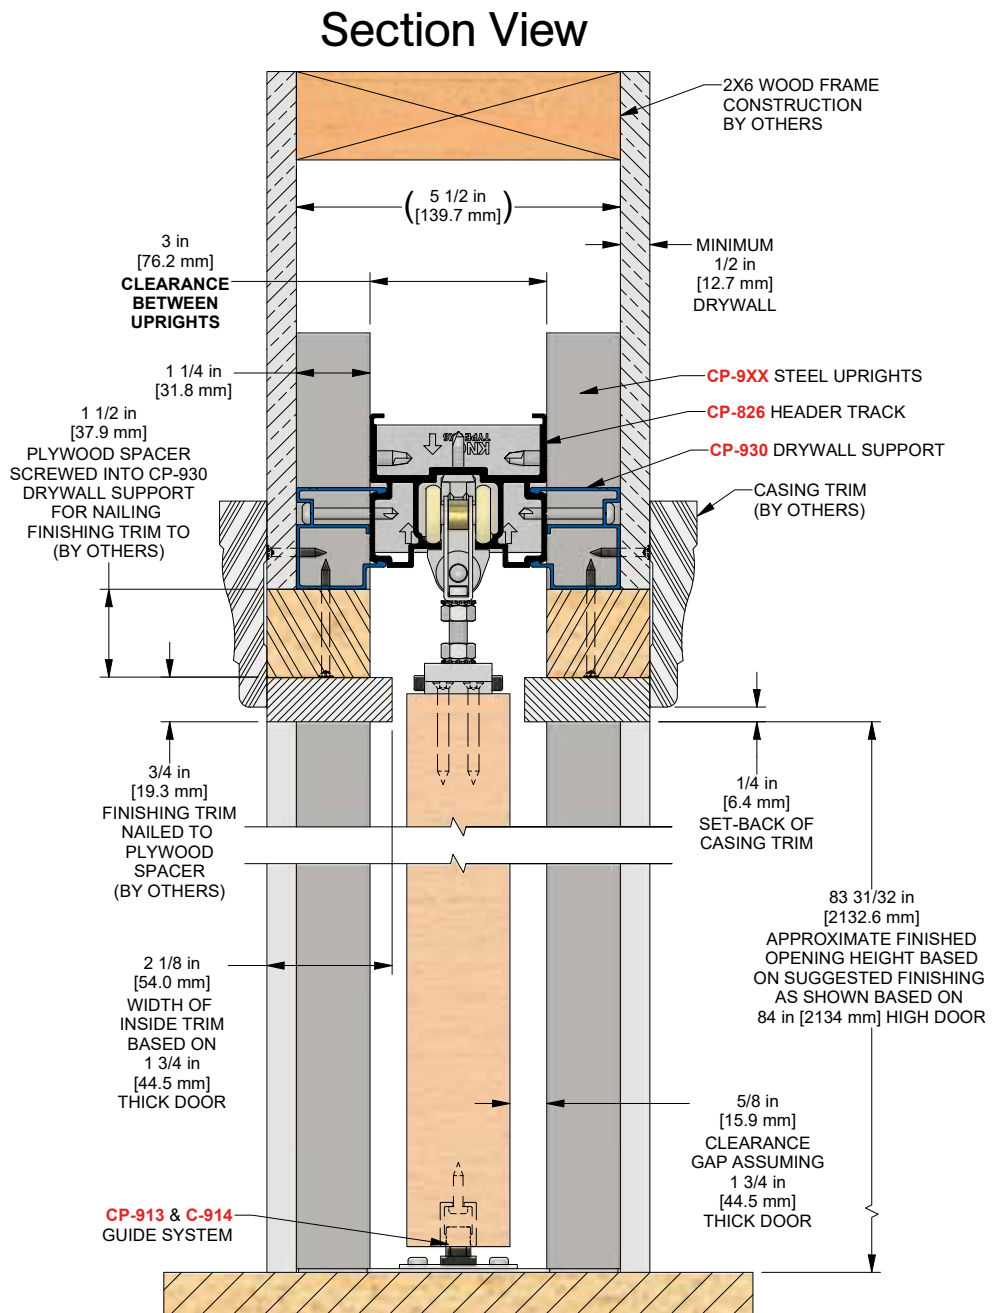 Section View
2X6 WOOD FRAME
CONSTRUCTION
BY OTHERS
(5 1/2 in
[139.7 mm])
3 in
[76.2 mm]
CLEARANCE
BETWEEN
UPRIGHTS
MINIMUM
1/2 in
[12.7 mm]
DRYWALL
1 1/4 in
[31.8 mm]
CP-9XX STEEL UPRIGHTS
CP-826 HEADER TRACK
CP-930 DRYWALL SUPPORT
CASING TRIM
(BY OTHERS)
1 1/2 in
[37.9 mm]
PLYWOOD SPACER
SCREWED INTO CP-930
DRYWALL SUPPORT
FOR NAILING
FINISHING TRIM TO
(BY OTHERS)
3/4 in
[19.3 mm]
FINISHING TRIM
NAILED TO
PLYWOOD
SPACER
(BY OTHERS)
1/4 in
[6.4 mm]
SET-BACK OF
CASING TRIM
83 31/32 in
[2132.6 mm]
APPROXIMATE FINISHED
OPENING HEIGHT BASED
ON SUGGESTED FINISHING
AS SHOWN BASED ON
84 in [2134 mm] HIGH DOOR
2 1/8 in
[54.0 mm]
WIDTH OF
INSIDE TRIM
BASED ON
1 3/4 in
[44.5 mm]
THICK DOOR
5/8 in
[15.9 mm]
CLEARANCE
GAP ASSUMING
1 3/4 in
[44.5 mm]
THICK DOOR
CP-913 & C-914
GUIDE SYSTEM